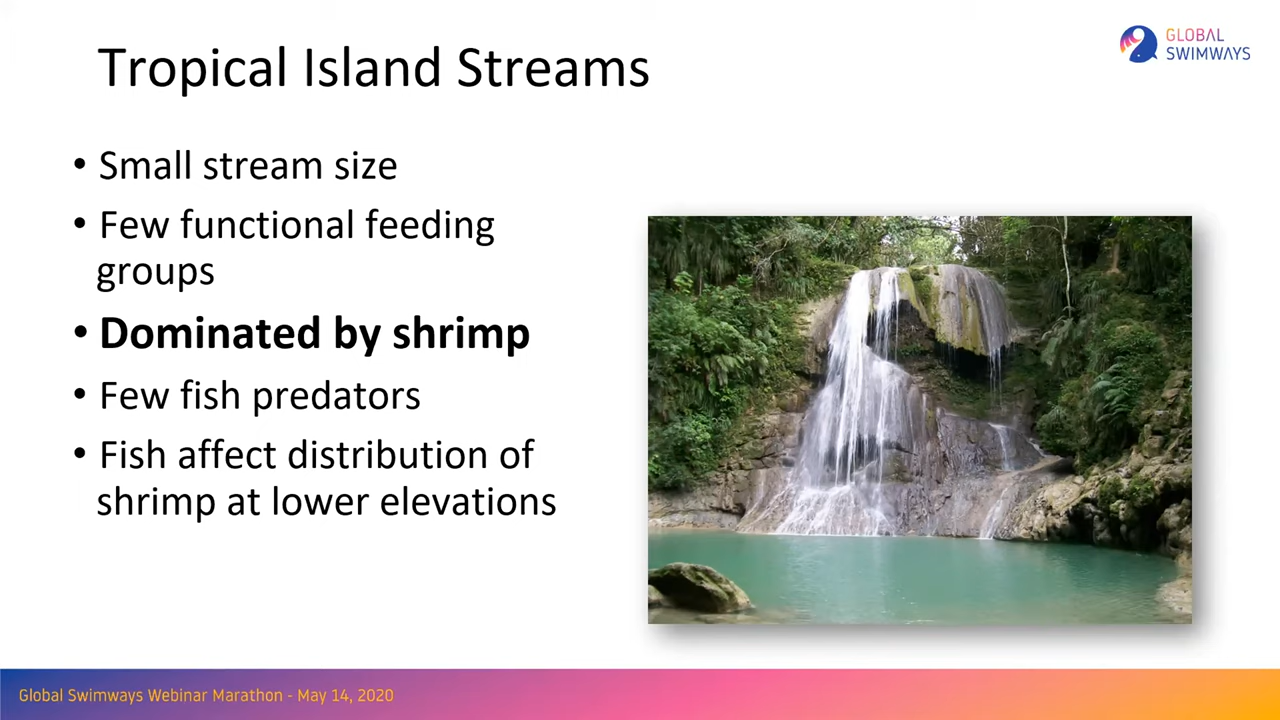 Tropical Island Streams
GLOBAL
SWIMWAYS
• Small stream size
• Few functional feeding
groups
• Dominated by shrimp
• Few fish predators
• Fish affect distribution of
shrimp at lower elevations
Global Swimways Webinar Marathon - May 14, 2020